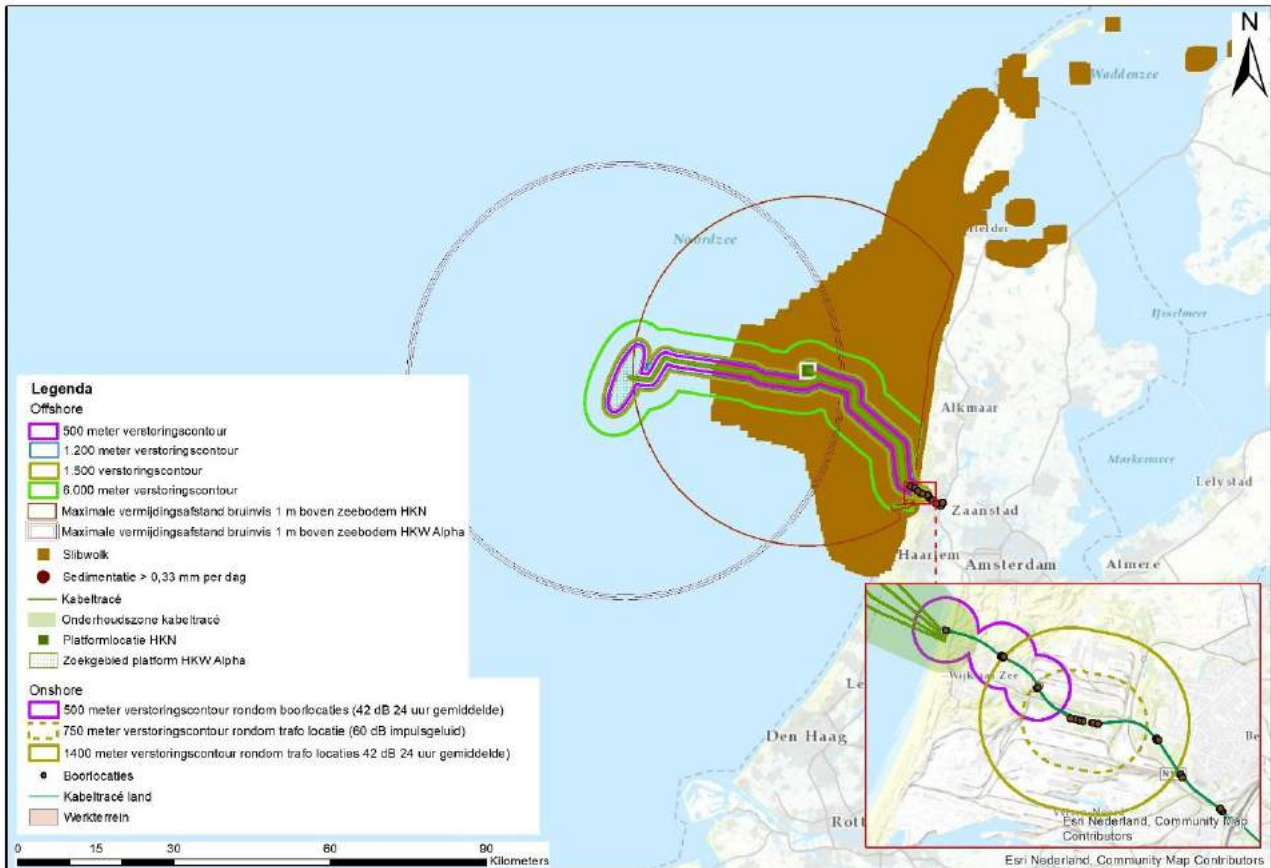 N
Waddenzee
Noordzee
Helder
IJsselmeer
Alkmaar
Markermeer
Lelystad
Zaanstad
Haarlem
Amsterdam
Almere
Den Haag
Legenda
Offshore
500 meter verstoringscontour
1.200 meter verstoringscontour
1.500 verstoringscontour
6.000 meter verstoringscontour
Maximale vermijdingsafstand bruinvis 1 m boven zeebodem HKN
Maximale vermijdingsafstand bruinvis 1 m boven zeebodem HKW Alpha
Slibwolk
Sedimentatie > 0,33 mm per dag
Kabeltracé
Onderhoudszone kabeltracé
Platformlocatie HKN
Zoekgebied platform HKW Alpha
Onshore
500 meter verstoringscontour rondom boorlocaties (42 dB 24 uur gemiddelde)
750 meter verstoringscontour rondom trafo locatie (60 dB impulsgeluid)
1400 meter verstoringscontour rondom trafo locaties 42 dB 24 uur gemiddelde)
Boorlocaties
Kabeltracé land
Werkterrein
0 15 30 60 90
Kilometers
Le
Rott
Wijk aan Zee
Be
Esri Nederland, Community Map
Contributors
Esri Nederland, Community Map Contributors